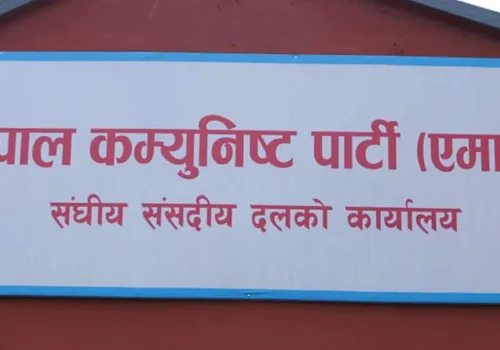 पाल कम्युनिष्ट पार्टी (एमा
संघीय संसदीय दलको कार्यालय